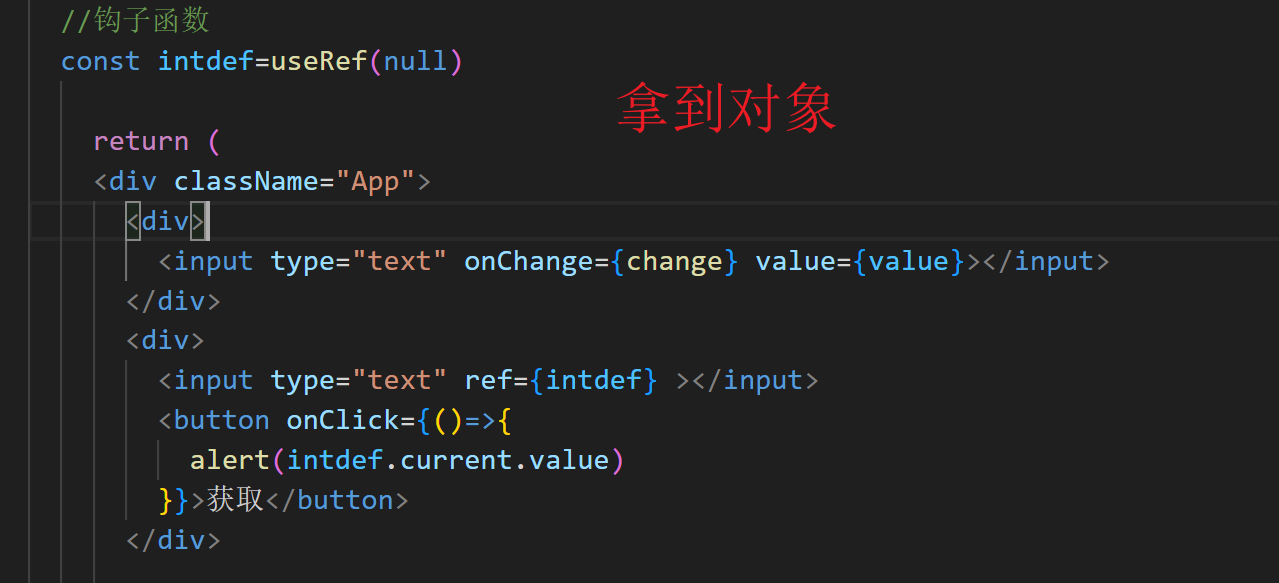 //钩子函数
const intdef=useRef(null)
拿到对象
return (
<div className="App">
<div>
<input type="text" onChange={change} value={value}></input>
</div>
<div>
<input type="text" ref={intdef} ></input>
<button onClick={()=>{
alert(intdef.current.value)
}}>获取</button>
</div>